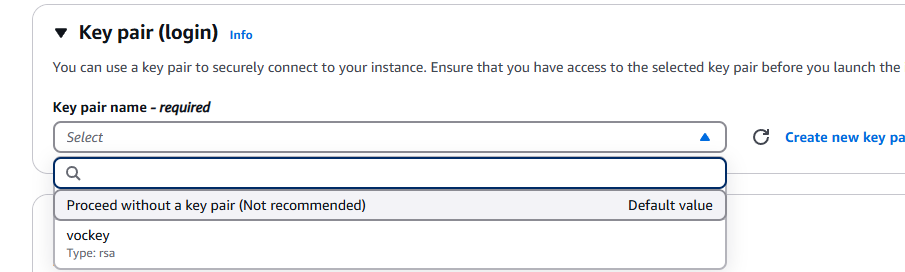 Key pair (login) Info
You can use a key pair to securely connect to your instance. Ensure that you have access to the selected key pair before you launch the
Key pair name - required
Select
Create new key pa
Proceed without a key pair (Not recommended) Default value
vockey
Type: rsa